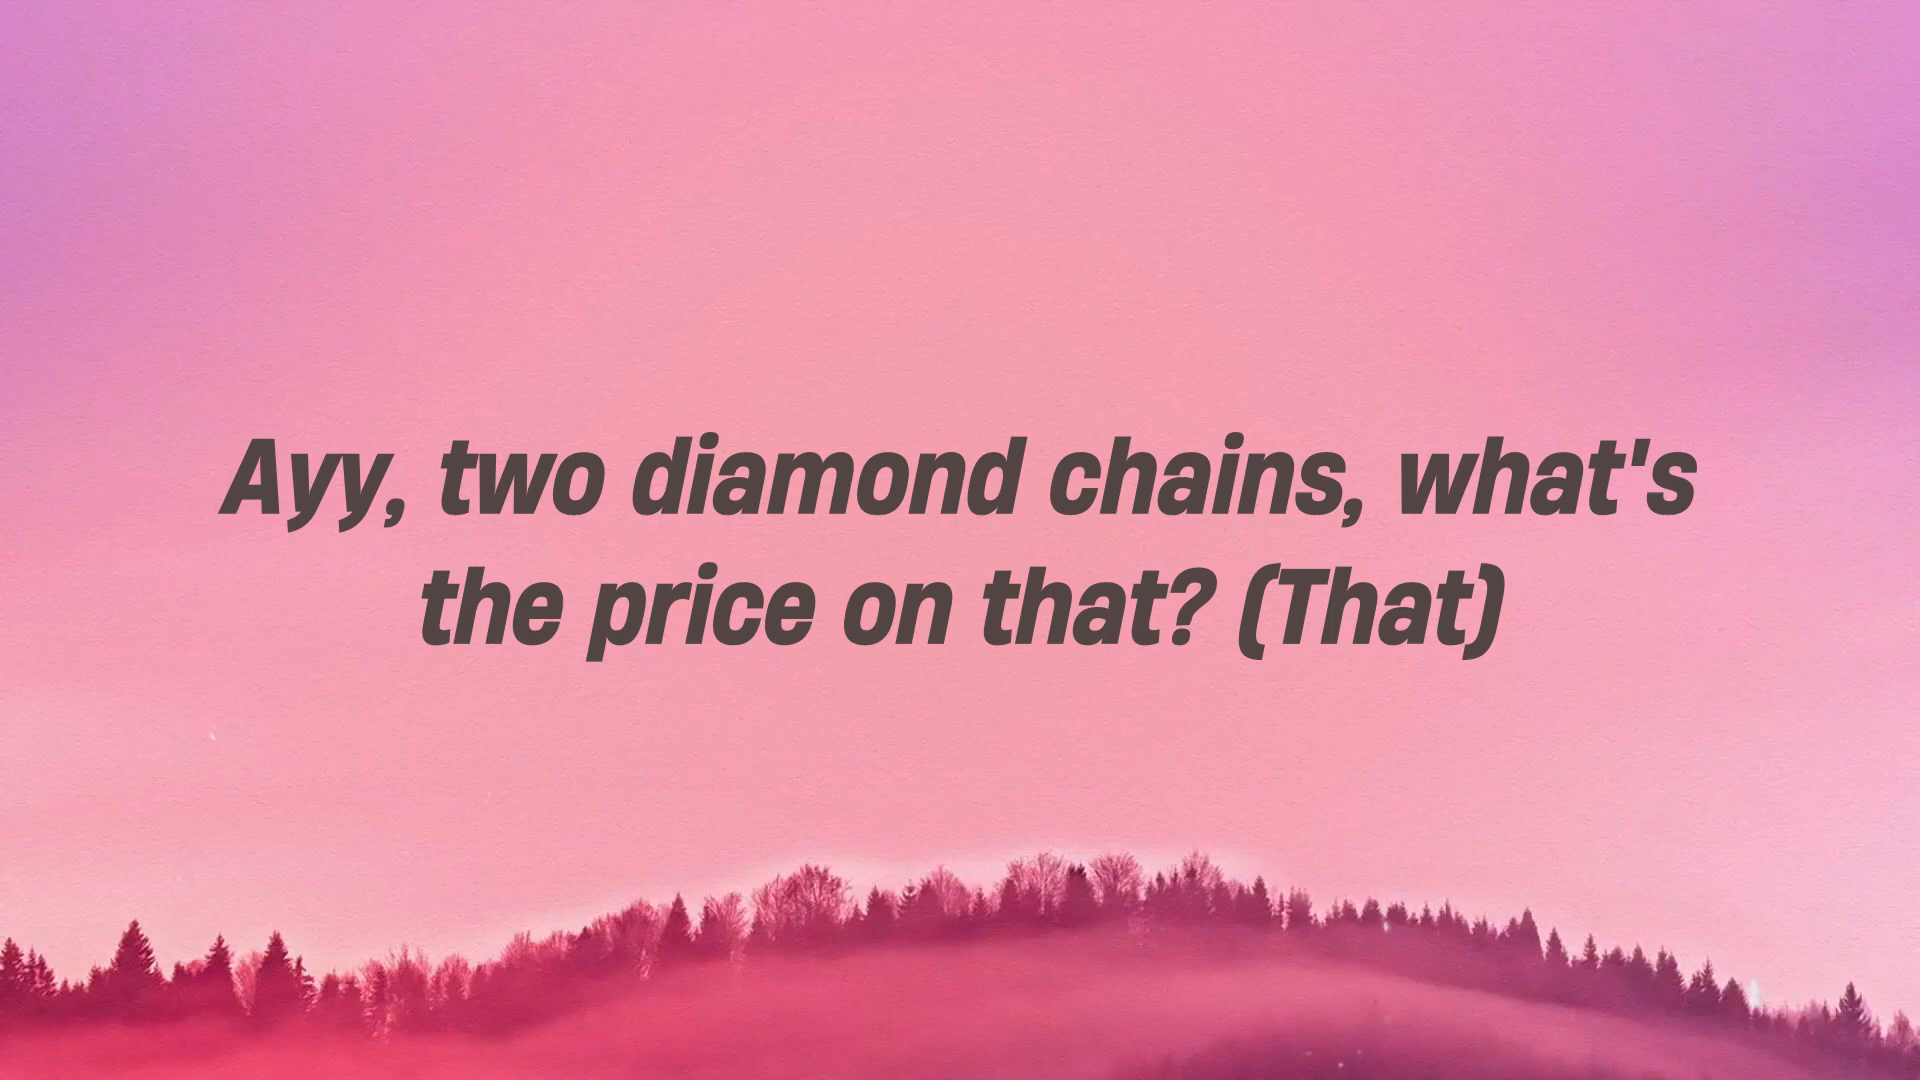 Ayy, two diamond chains, what's
the price on that? (That)